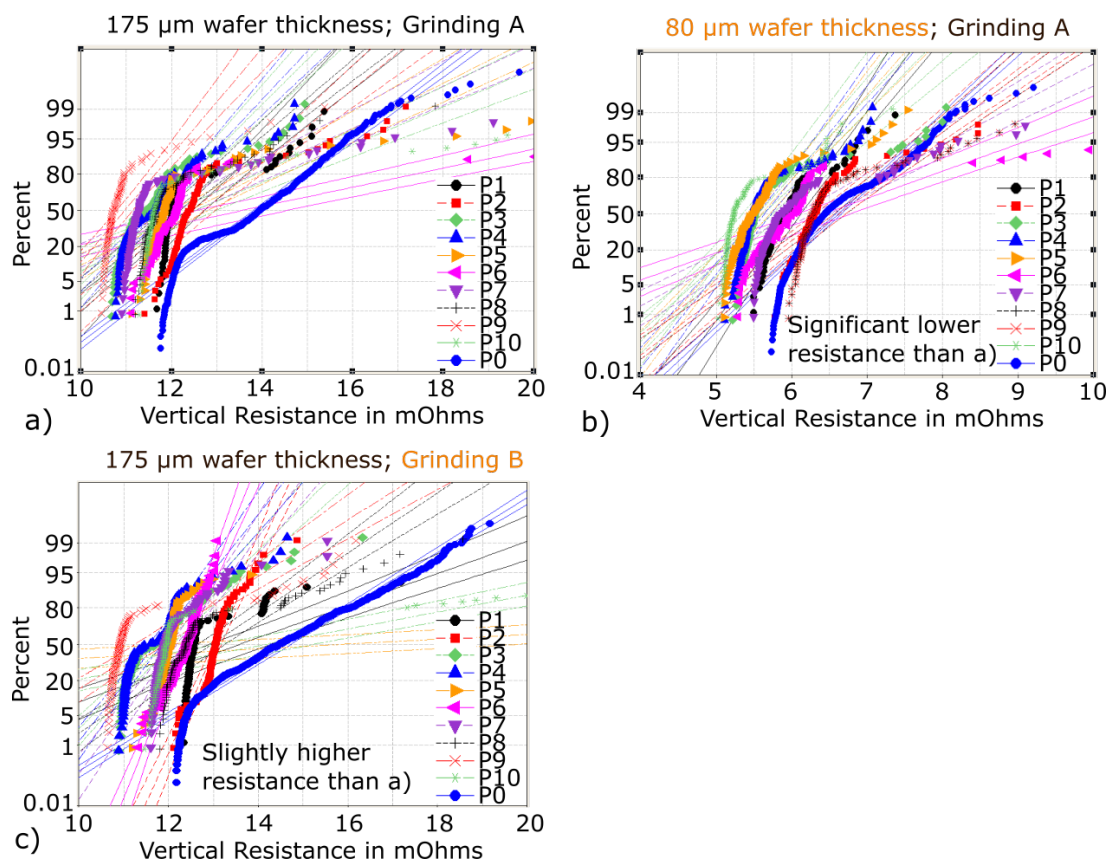 175 µm wafer thickness; Grinding A
Percent
99
95
80
50
20
5
1
0.01
P1
P2
P3
P4
P5
P6
P7
P8
P9
P10
P0
10 12 14 16 18 20
Vertical Resistance in mOhms
a)
80 µm wafer thickness; Grinding A
Percent
99
95
80
50
20
5
1
0.01
P1
P2
P3
P4
P5
P6
P7
P8
P9
P10
P0
Significant lower
resistance than a)
4 5 6 7 8 9 10
Vertical Resistance in mOhms
b)
175 µm wafer thickness; Grinding B
Percent
99
95
80
50
20
5
1
0.01
P1
P2
P3
P4
P5
P6
P7
P8
P9
P10
P0
Slightly higher
resistance than a)
10 12 14 16 18 20
Vertical Resistance in mOhms
c)